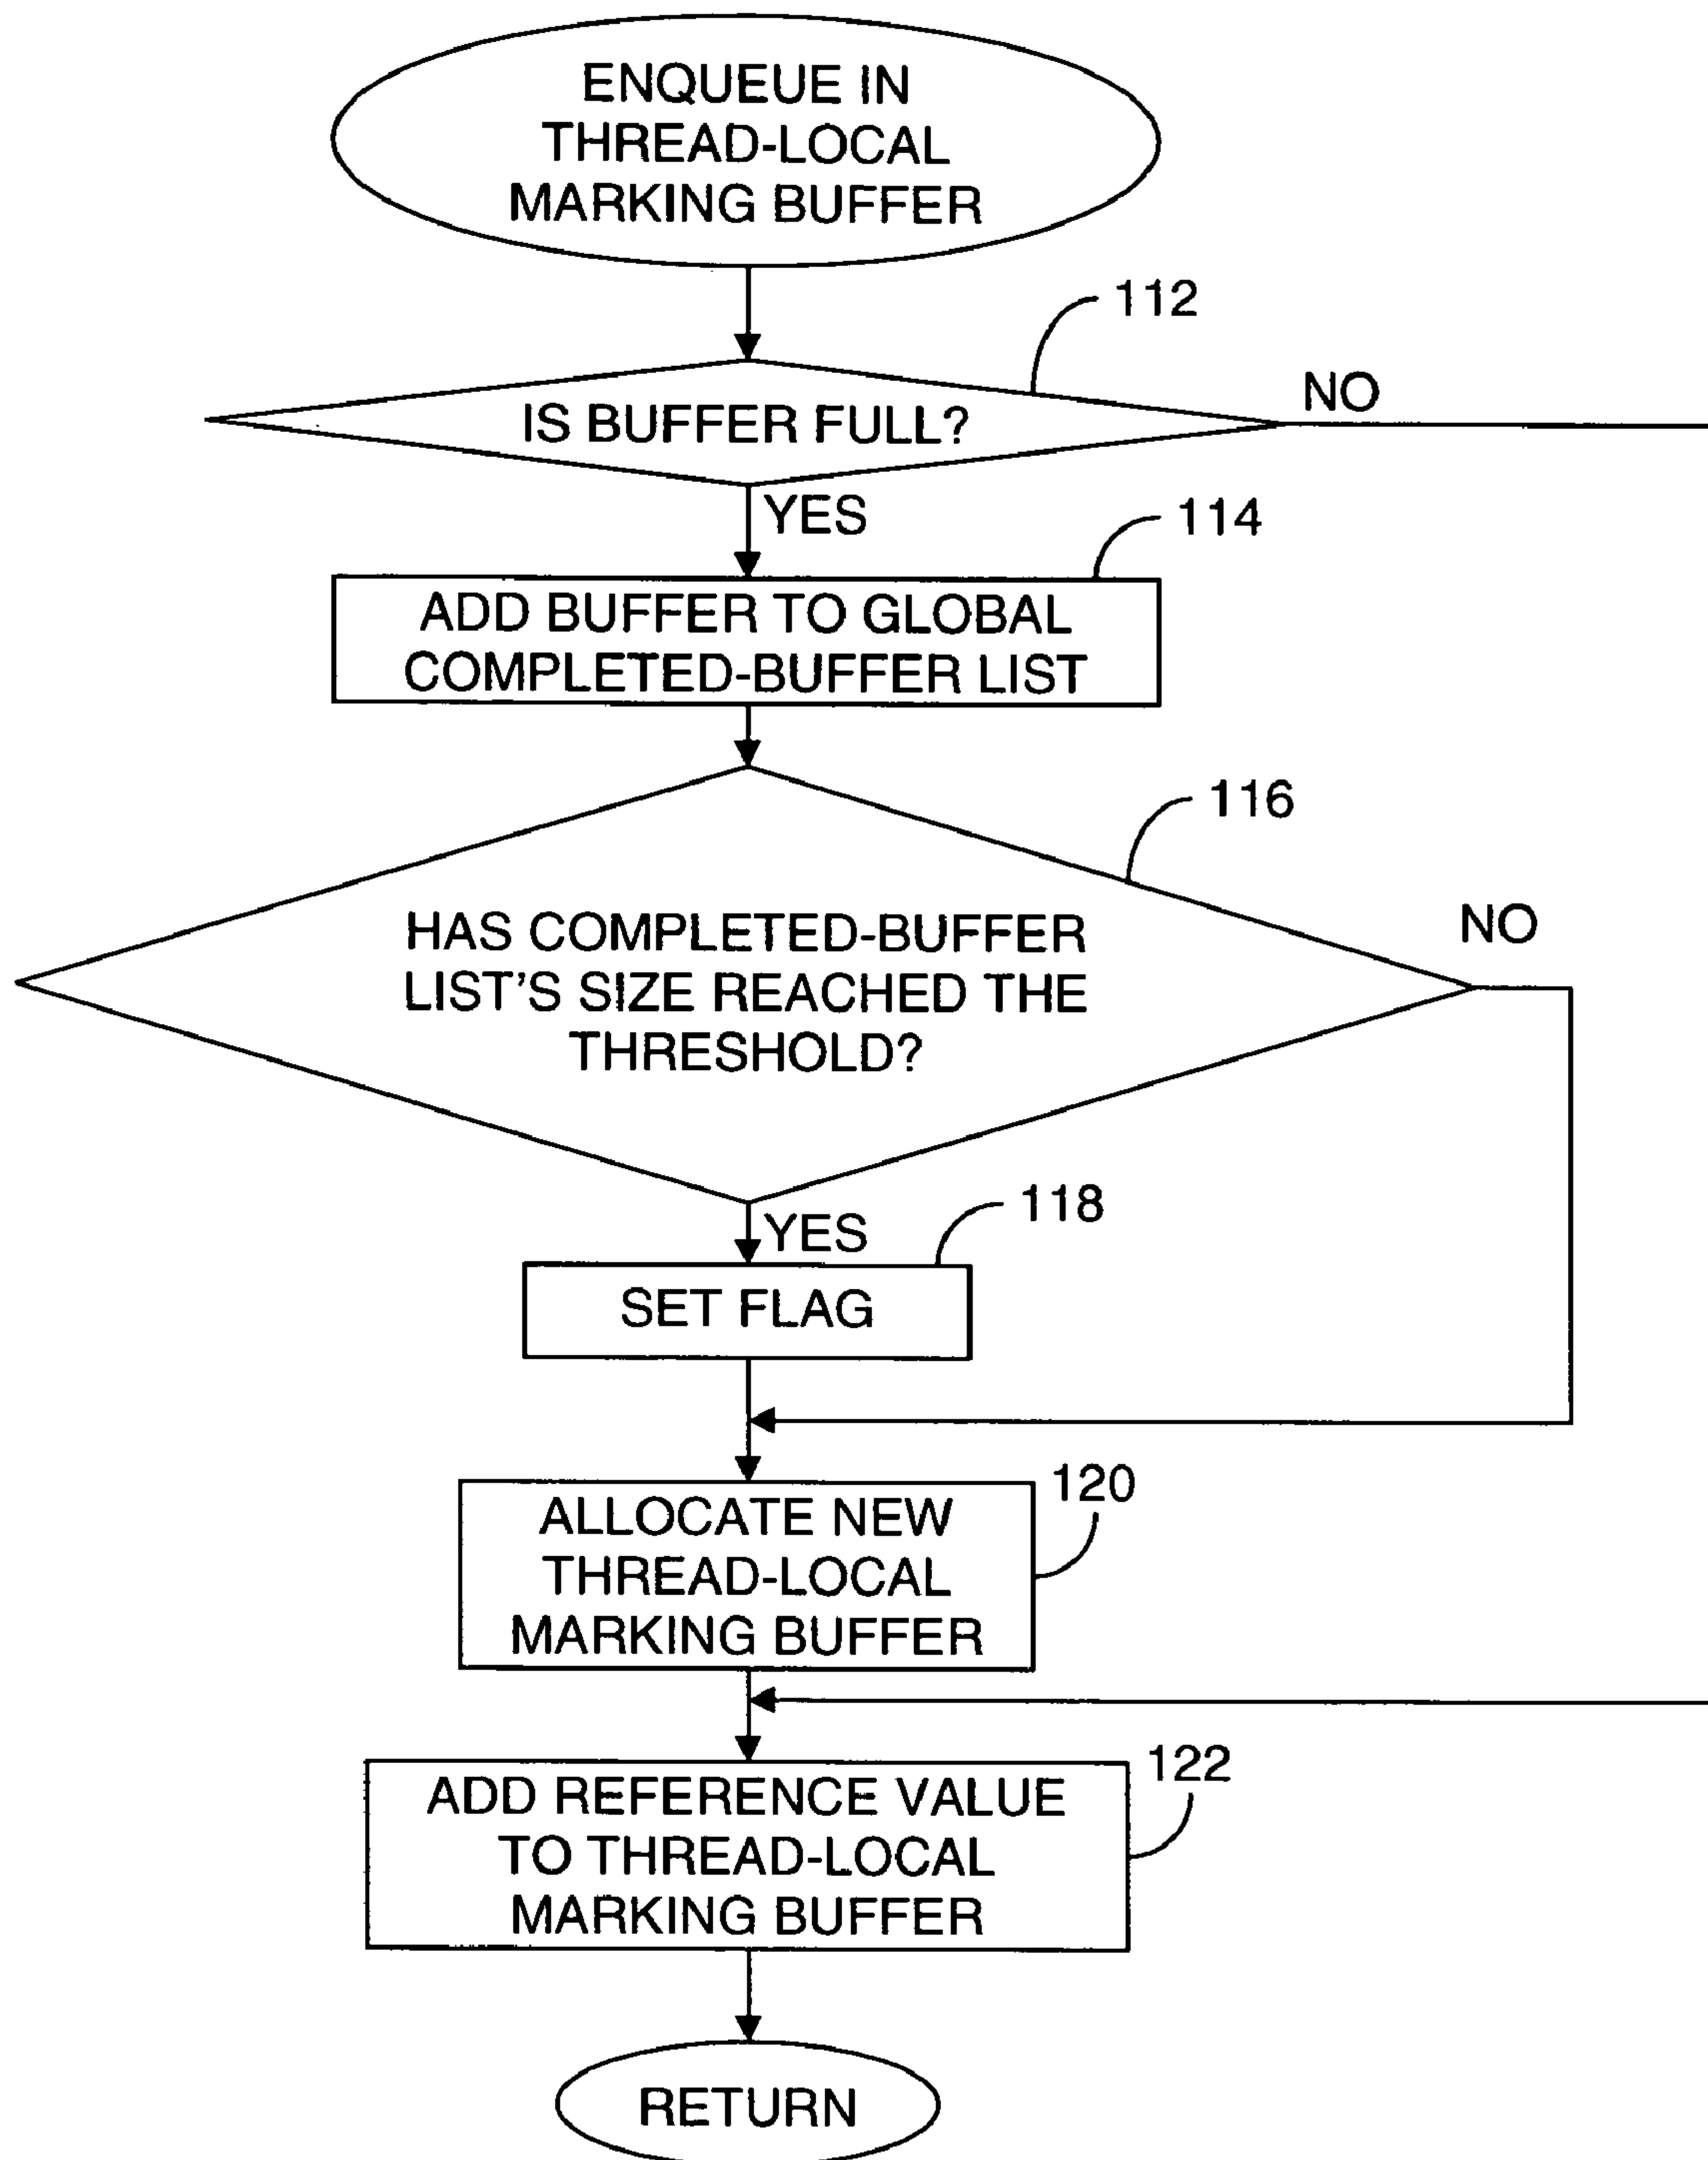 ENQUEUE IN
THREAD-LOCAL
MARKING BUFFER
112
IS BUFFER FULL?
NO
YES
114
ADD BUFFER TO GLOBAL
COMPLETED-BUFFER LIST
116
HAS COMPLETED-BUFFER
LIST'S SIZE REACHED THE
THRESHOLD?
NO
YES
118
SET FLAG
120
ALLOCATE NEW
THREAD-LOCAL
MARKING BUFFER
122
ADD REFERENCE VALUE
TO THREAD-LOCAL
MARKING BUFFER
RETURN